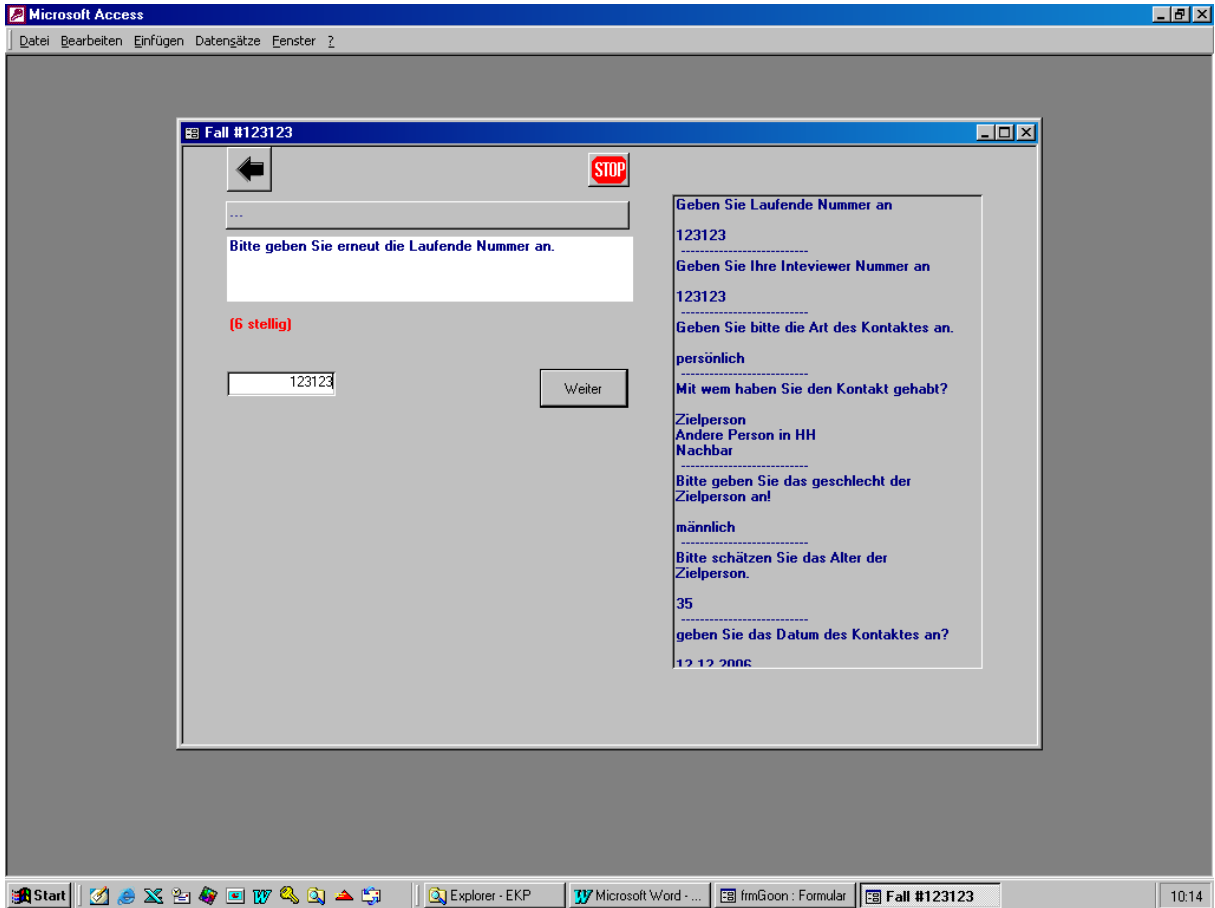 Microsoft Access
Datei Bearbeiten Einfügen Datensätze Fenster ?
Fall #123123
STOP
...
Bitte geben Sie erneut die Laufende Nummer an.
(6 stellig)
123123
Weiter
Geben Sie Laufende Nummer an
123123
---------------------------
Geben Sie Ihre Inteviewer Nummer an
123123
---------------------------
Geben Sie bitte die Art des Kontaktes an.
persönlich
---------------------------
Mit wem haben Sie den Kontakt gehabt?
Zielperson
Andere Person in HH
Nachbar
---------------------------
Bitte geben Sie das geschlecht der
Zielperson an!
männlich
---------------------------
Bitte schätzen Sie das Alter der
Zielperson.
35
---------------------------
geben Sie das Datum des Kontaktes an?
12.12.2006
Start
Explorer - EKP
Microsoft Word - ...
frmGoon : Formular
Fall #123123
10:14